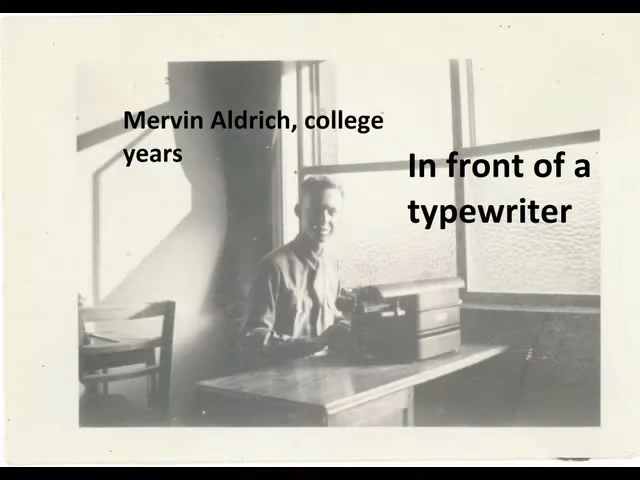 Mervin Aldrich, college
years
In front of a
typewriter